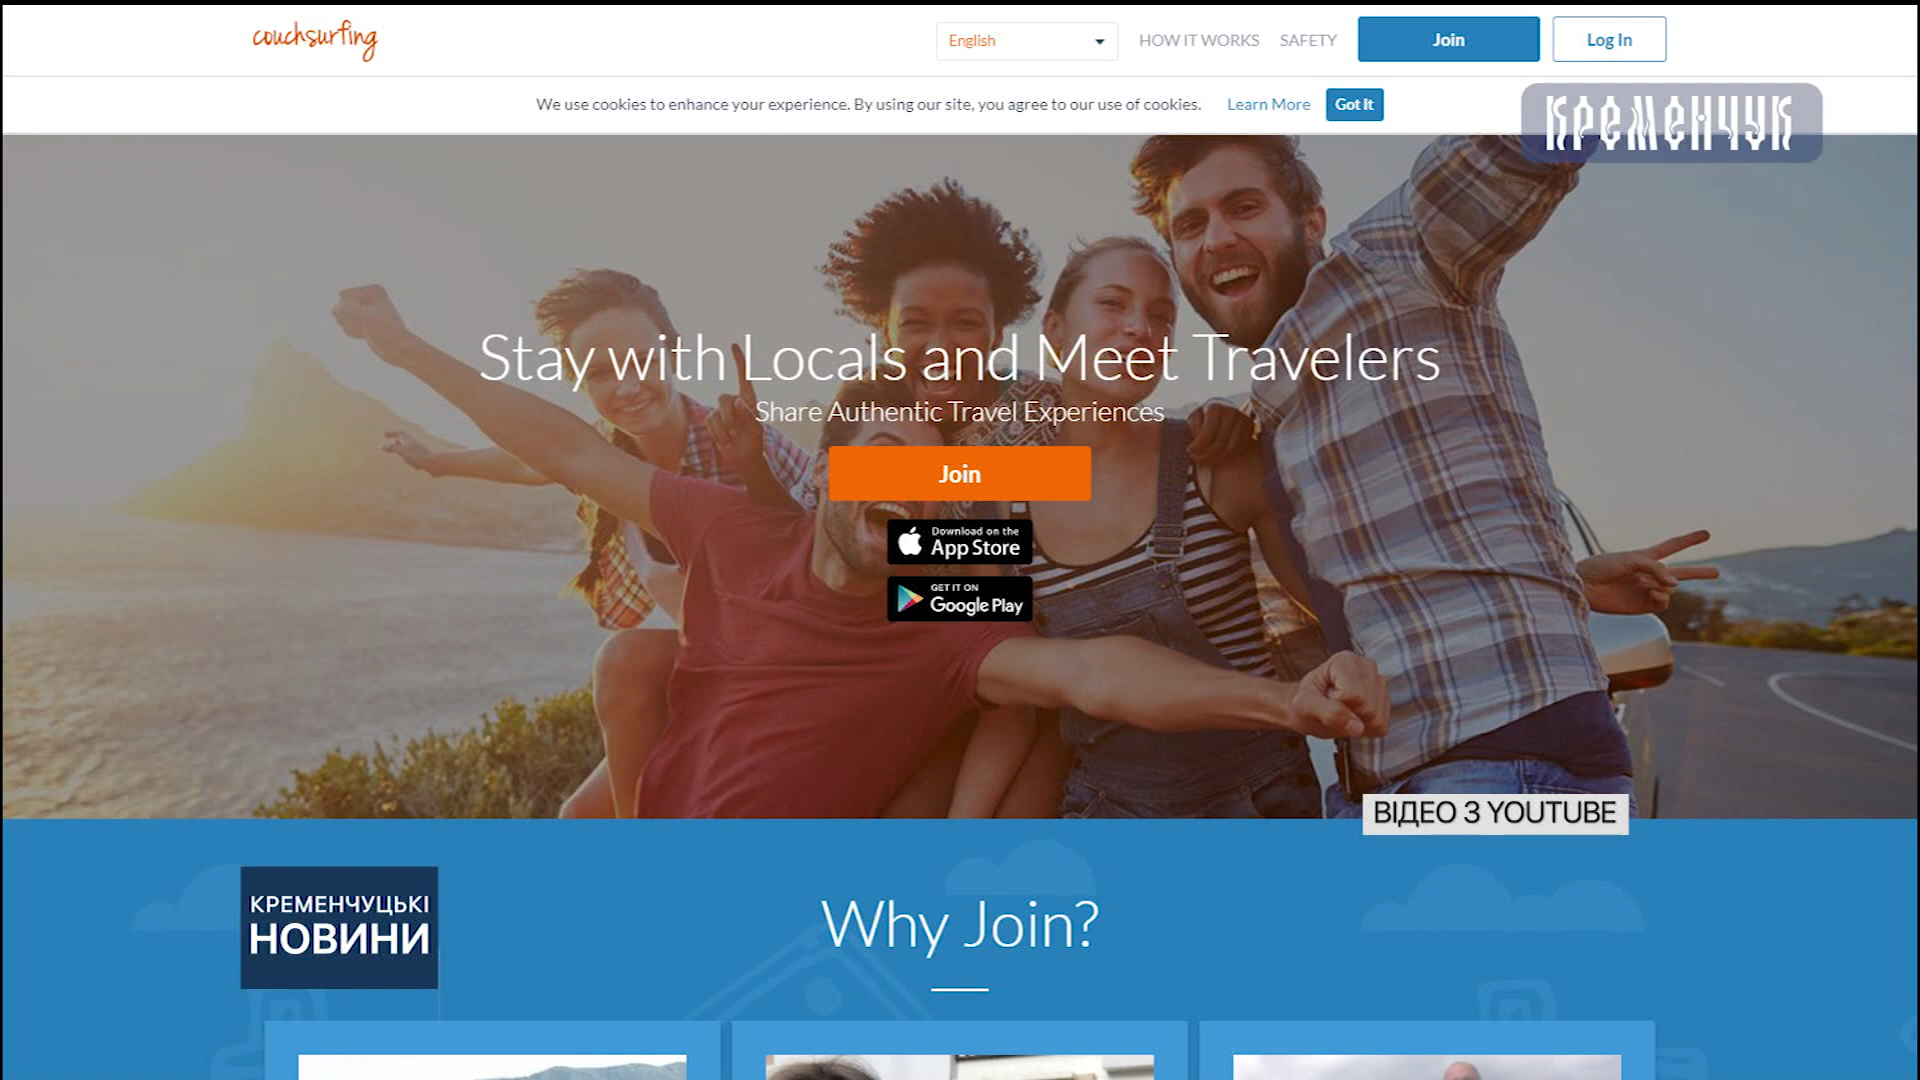 couchsurfing
English
HOW IT WORKS
SAFETY
Join
Log In
We use cookies to enhance your experience. By using our site, you agree to our use of cookies.
Learn More
Got It
КРЕМЕНЧУК
Stay with Locals and Meet Travelers
Share Authentic Travel Experiences
Join
Download on the
App Store
GET IT ON
Google Play
ВІДЕО З YOUTUBE
КРЕМЕНЧУЦЬКІ
НОВИНИ
Why Join?